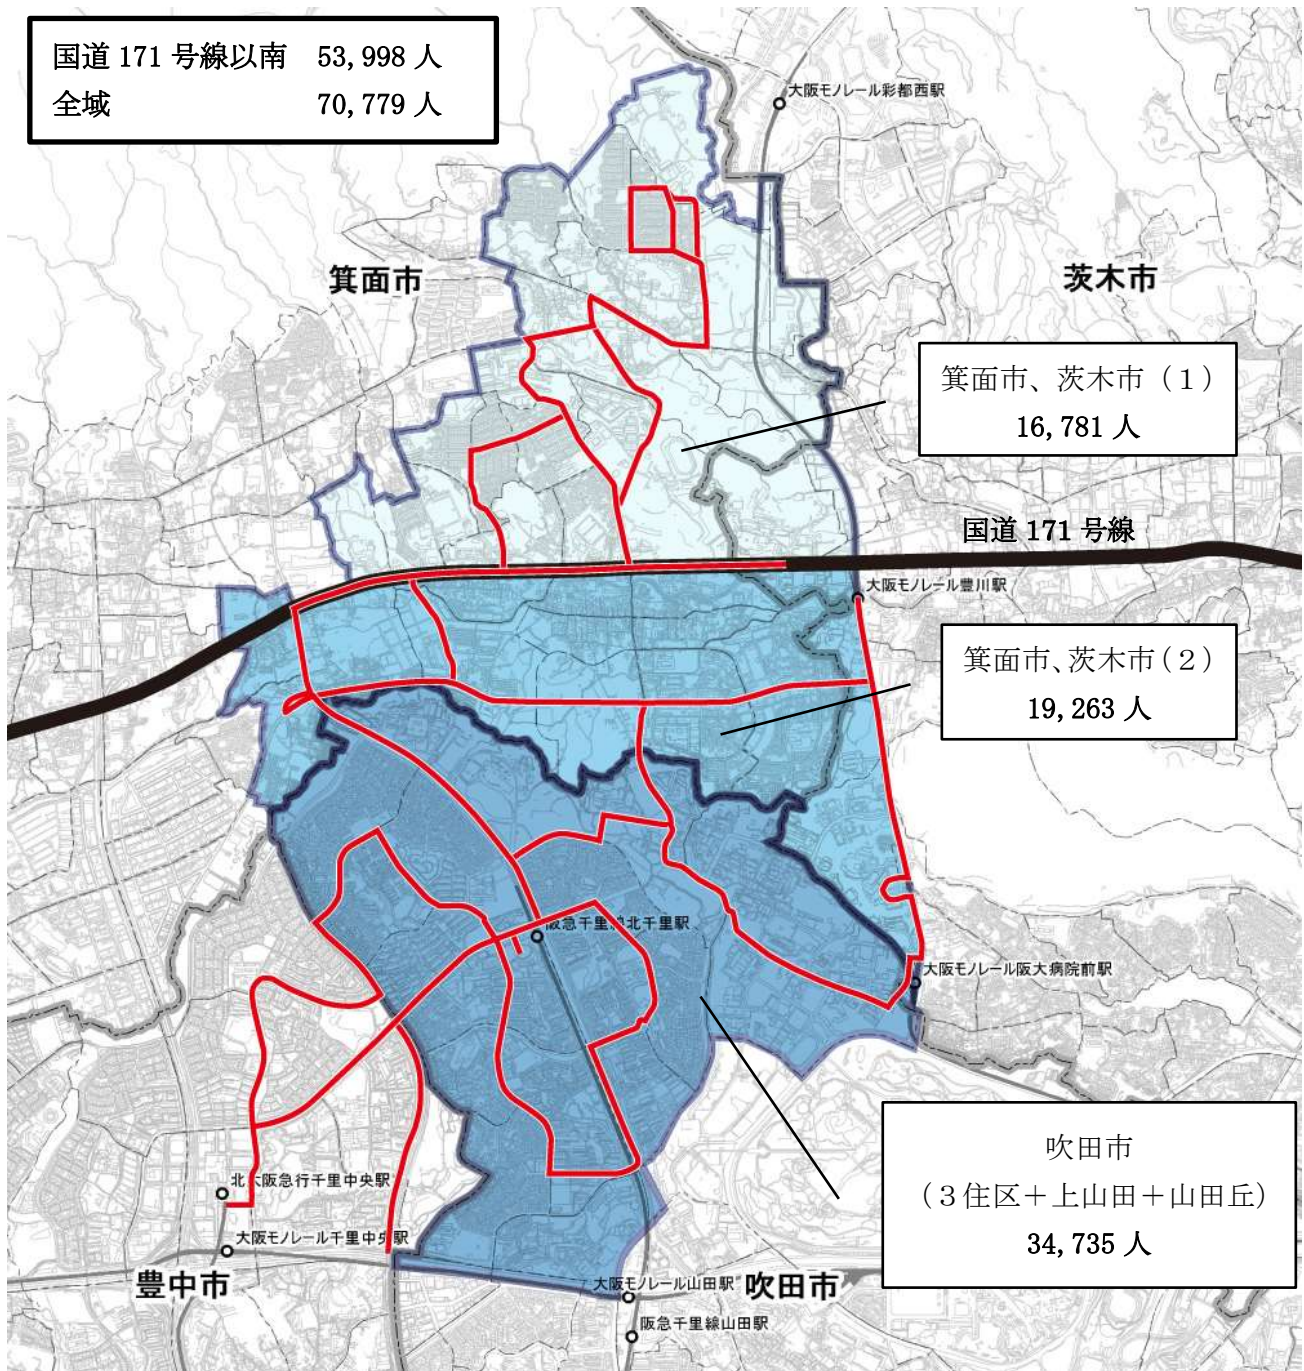 国道 171 号線以南 53,998 人
全域 70,779 人
大阪モノレール彩都西駅
箕面市
茨木市
箕面市、茨木市（１）
16,781 人
国道 171 号線
大阪モノレール豊川駅
箕面市、茨木市（２）
19,263 人
阪急千里線北千里駅
大阪モノレール阪大病院前駅
吹田市
（３住区＋上山田＋山田丘）
34,735 人
北大阪急行千里中央駅
大阪モノレール千里中央駅
豊中市
大阪モノレール山田駅
吹田市
阪急千里線山田駅